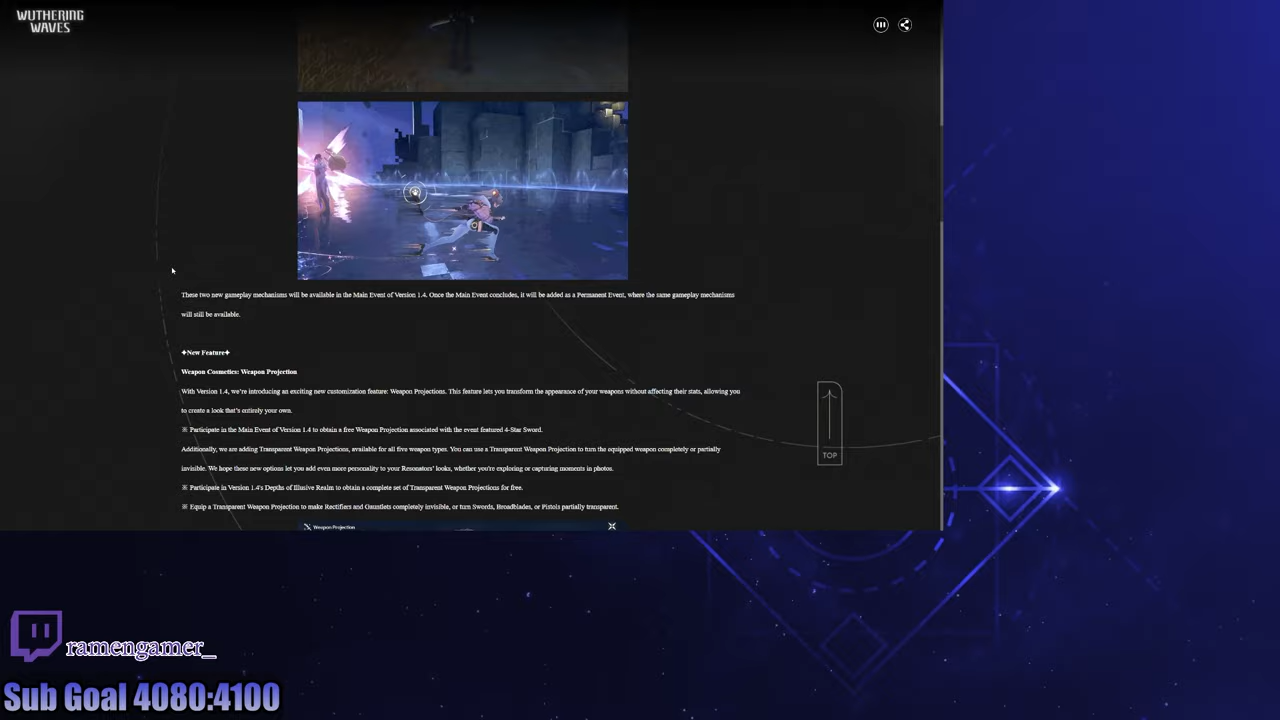 WUTHERING
WAVES
These two new gameplay mechanisms will be available in the Main Event of Version 1.4. Once the Main Event concludes, it will be added as a Permanent Event, where the same gameplay mechanisms
will still be available.
✦New Feature✦
Weapon Cosmetics: Weapon Projection
With Version 1.4, we're introducing an exciting new customization feature: Weapon Projections. This feature lets you transform the appearance of your weapons without affecting their stats, allowing you
to create a look that's entirely your own.
※ Participate in the Main Event of Version 1.4 to obtain a free Weapon Projection associated with the event featured 4-Star Sword.
Additionally, we are adding Transparent Weapon Projections, available for all five weapon types. You can use a Transparent Weapon Projection to turn the equipped weapon completely or partially
invisible. We hope these new options let you add even more personality to your Resonators' looks, whether you're exploring or capturing moments in photos.
※ Participate in Version 1.4's Depths of Illusive Realm to obtain a complete set of Transparent Weapon Projections for free.
※ Equip a Transparent Weapon Projection to make Rectifiers and Gauntlets completely invisible, or turn Swords, Broadblades, or Pistols partially transparent.
Weapon Projection
TOP
ramengamer_
Sub Goal 4080:4100